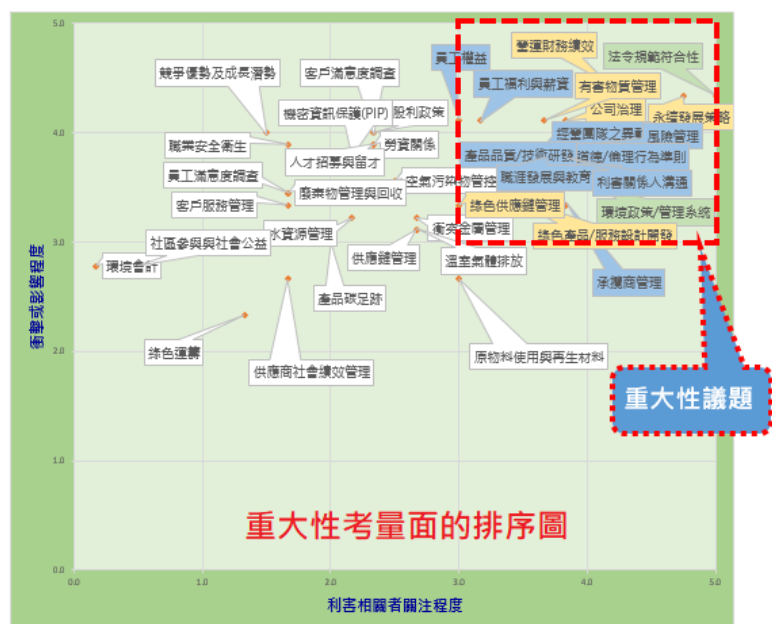 5.0
營運財務績效
員工權益
法令規範符合性
競爭優勢及成長潛勢
客戶滿意度調查
員工福利與薪資
有害物質管理
機密資訊保護(PIP)
股利政策
公司治理
永續發展策略
4.0
職業安全衛生
勞資關係
經營團隊之
風險管理
人才招募與留才
產品品質/技術研發
道德/倫理行為準則
員工滿意度調查
廢棄物管理與回收
空氣污染物管控
職涯發展與教育
利害關係人溝通
客戶服務管理
綠色供應鏈管理
環境政策/管理系統
水資源管理
衝突金屬管理
綠色產品/服務設計開發
3.0
社區參與與社會公益
環境會計
供應鏈管理
溫室氣體排放
產品碳足跡
承攬商管理
衝擊或影響程度
2.0
綠色運籌
供應商社會績效管理
原物料使用與再生材料
重大性議題
1.0
重大性考量面的排序圖
0.0
0.0
1.0
2.0
3.0
4.0
5.0
利害相關者關注程度